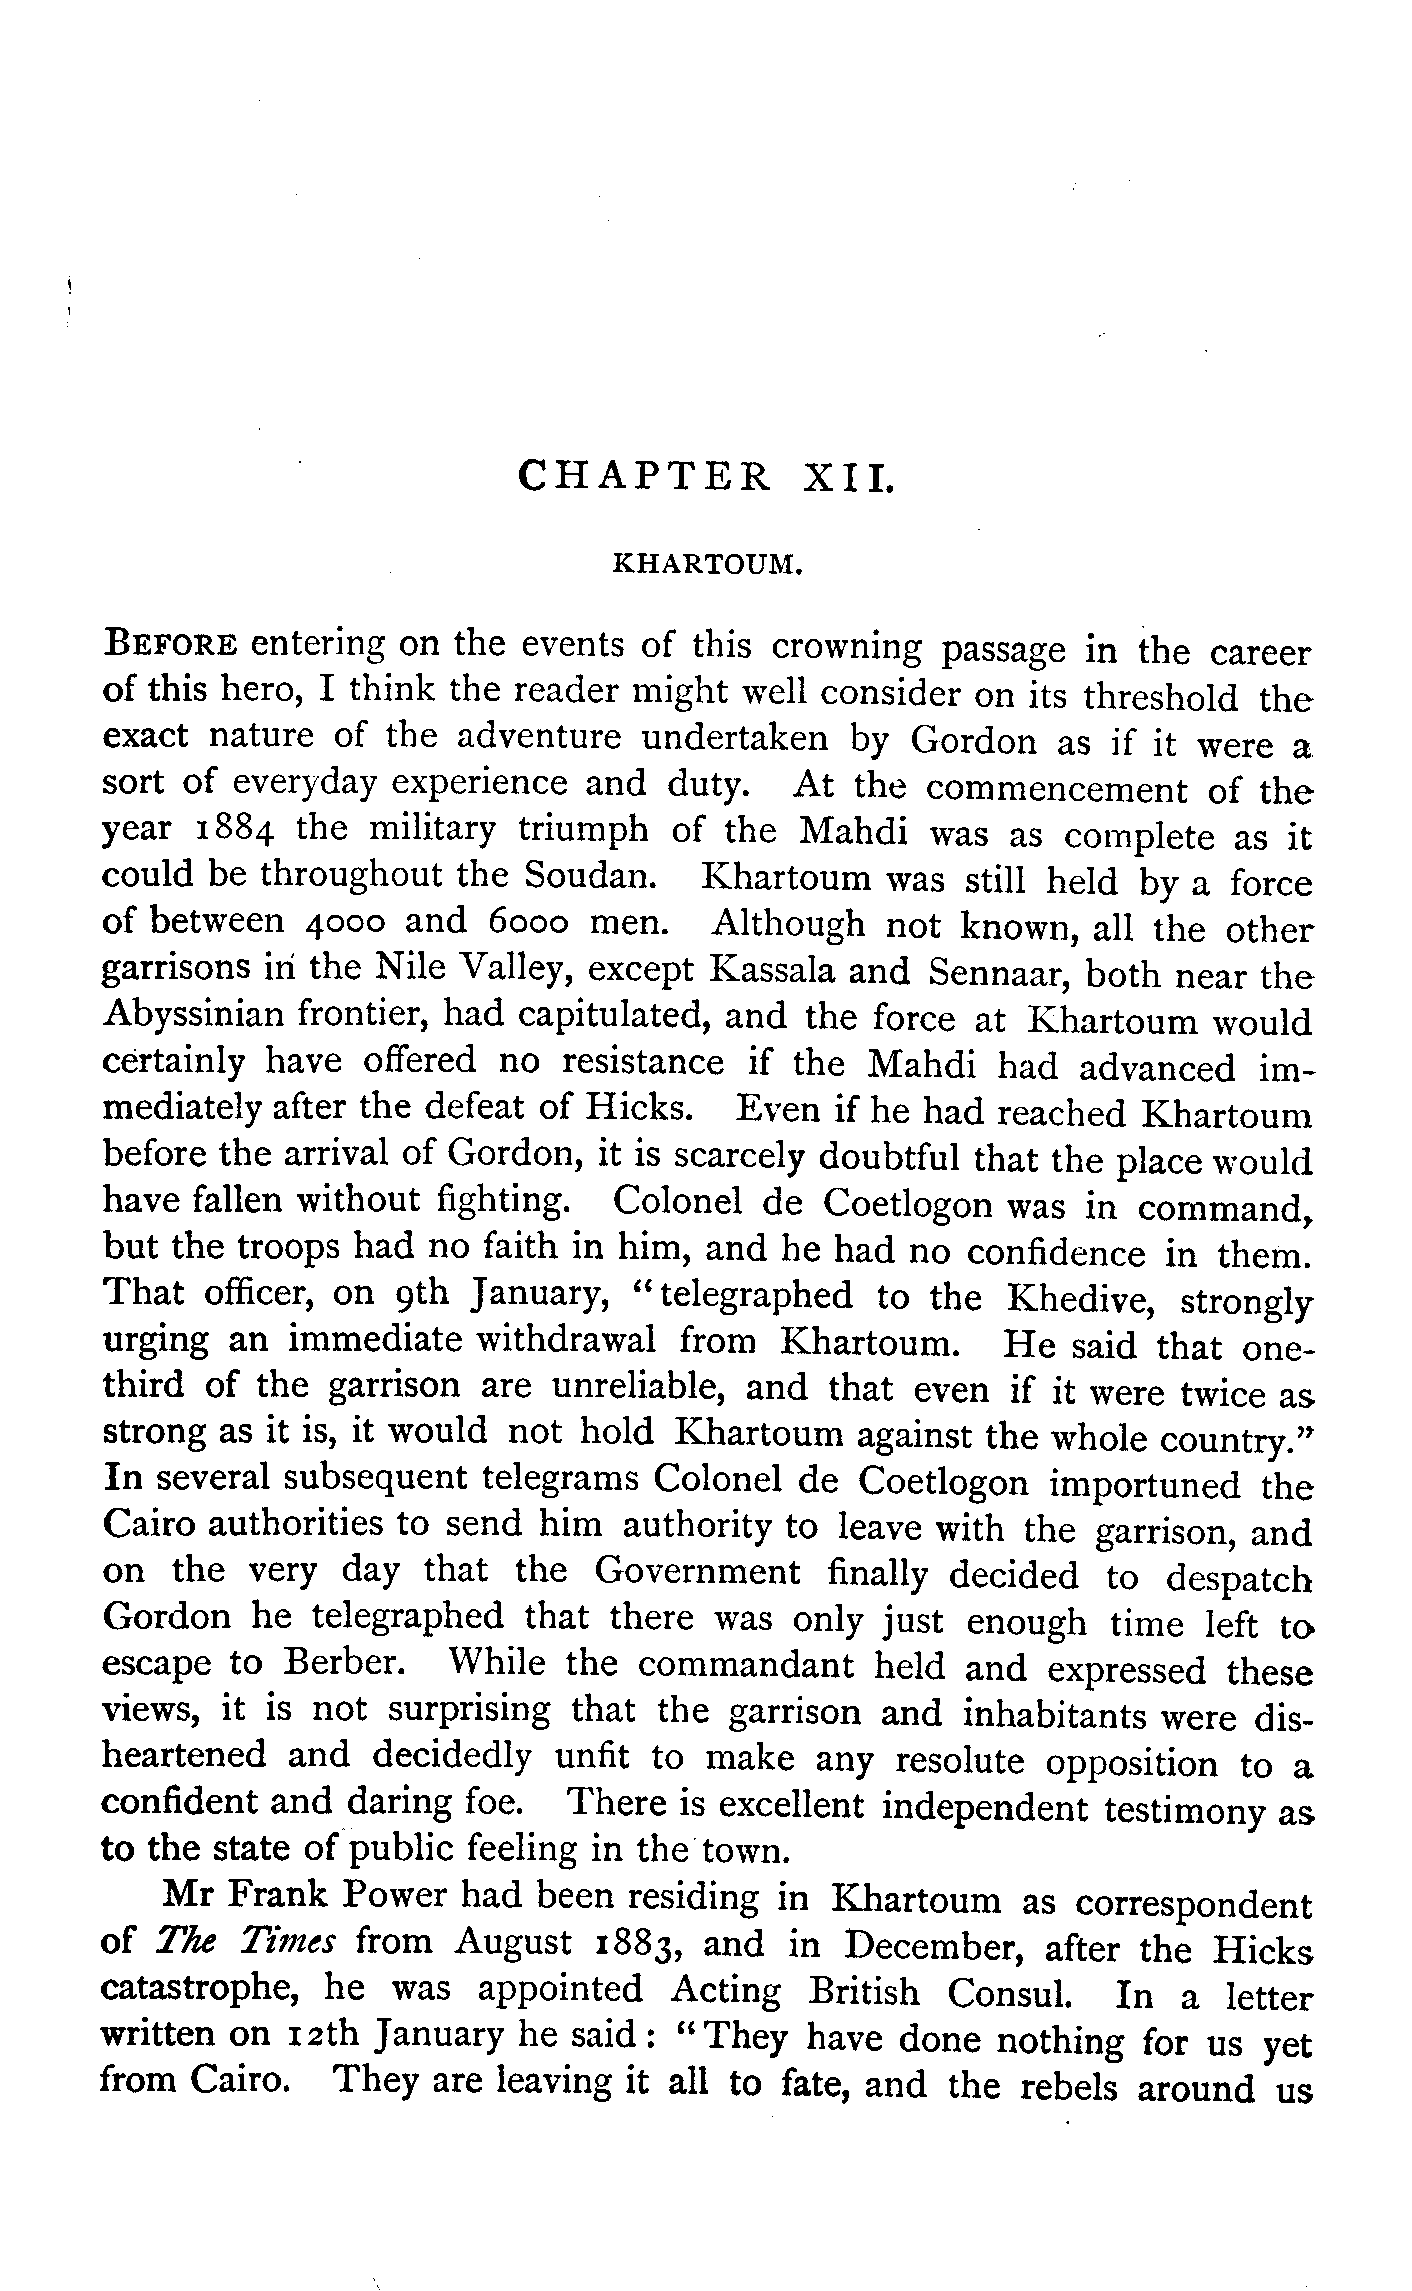 CHAPTER XII.
KHARTOUM.
BEFORE entering on the events of this crowning passage in the career
of this hero, I think the reader might well consider on its threshold the
exact nature of the adventure undertaken by Gordon as if it were a
sort of everyday experience and duty. At the commencement of the
year 1884 the military triumph of the Mahdi was as complete as it
could be throughout the Soudan. Khartoum was still held by a force
of between 4000 and 6000 men. Although not known, all the other
garrisons in the Nile Valley, except Kassala and Sennaar, both near the
Abyssinian frontier, had capitulated, and the force at Khartoum would
certainly have offered no resistance if the Mahdi had advanced im-
mediately after the defeat of Hicks. Even if he had reached Khartoum
before the arrival of Gordon, it is scarcely doubtful that the place would
have fallen without fighting. Colonel de Coetlogon was in command,
but the troops had no faith in him, and he had no confidence in them.
That officer, on 9th January, "telegraphed to the Khedive, strongly
urging an immediate withdrawal from Khartoum. He said that one-
third of the garrison are unreliable, and that even if it were twice as
strong as it is, it would not hold Khartoum against the whole country."
In several subsequent telegrams Colonel de Coetlogon importuned the
Cairo authorities to send him authority to leave with the garrison, and
on the very day that the Government finally decided to despatch
Gordon he telegraphed that there was only just enough time left to
escape to Berber. While the commandant held and expressed these
views, it is not surprising that the garrison and inhabitants were dis-
heartened and decidedly unfit to make any resolute opposition to a
confident and daring foe. There is excellent independent testimony as
to the state of public feeling in the town.
Mr Frank Power had been residing in Khartoum as correspondent
of The Times from August 1883, and in December, after the Hicks
catastrophe, he was appointed Acting British Consul. In a letter
written on 12th January he said: "They have done nothing for us yet
from Cairo. They are leaving it all to fate, and the rebels around us